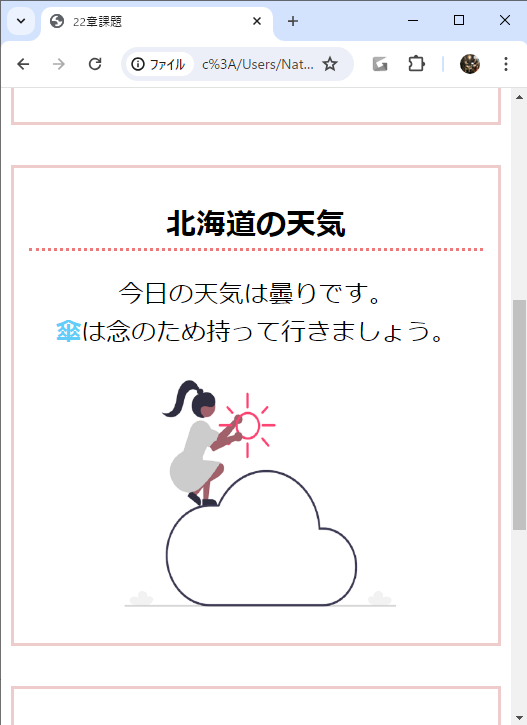 22章課題
ファイル
c%3A/Users/Nat...
北海道の天気
今日の天気は曇りです。
傘は念のため持って行きましょう。